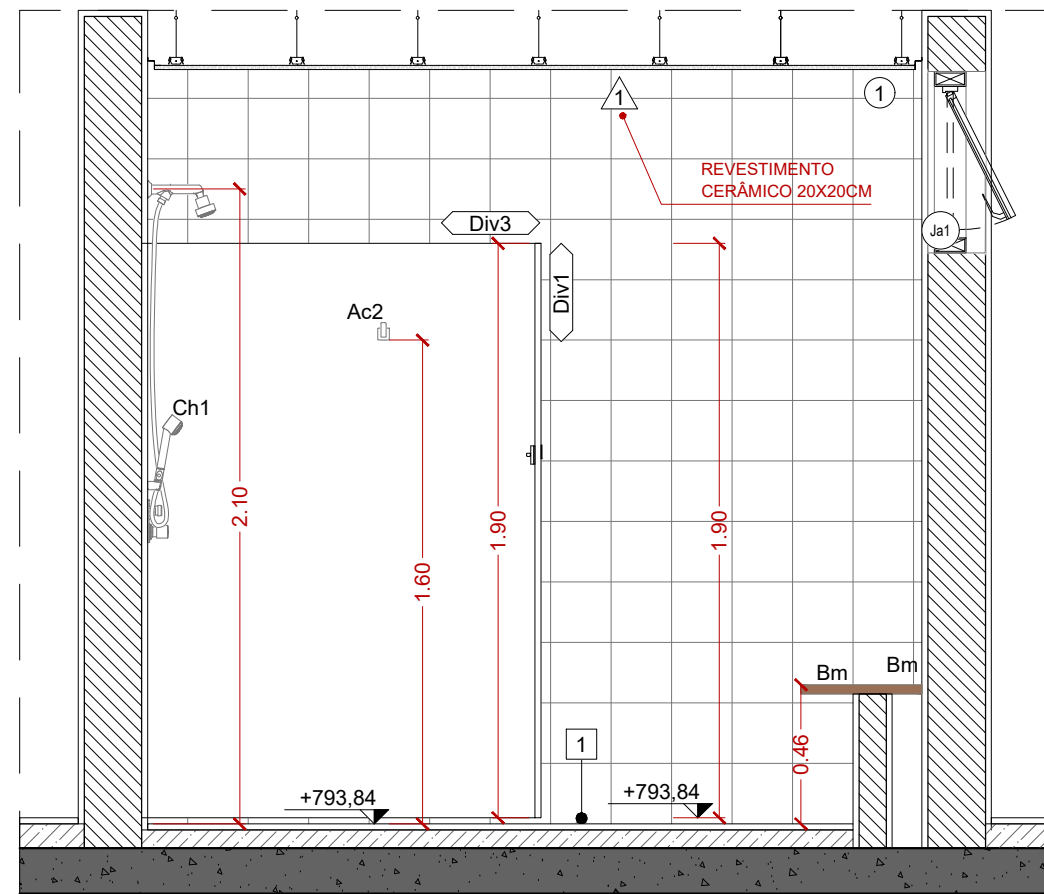 1
1
REVESTIMENTO
CERÂMICO 20X20CM
Div3
Ja1
Div1
Ac2
Ch1
2.10
1.90
1.90
1.60
Bm
Bm
0.46
1
+793,84
+793,84